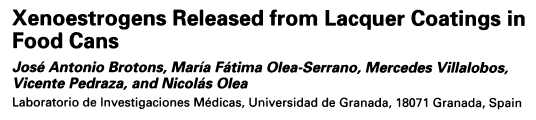 Xenoestrogens Released from Lacquer Coatings in
Food Cans
José Antonio Brotons, María Fátima Olea-Serrano, Mercedes Villalobos,
Vicente Pedraza, and Nicolás Olea
Laboratorio de Investigaciones Médicas, Universidad de Granada, 18071 Granada, Spain